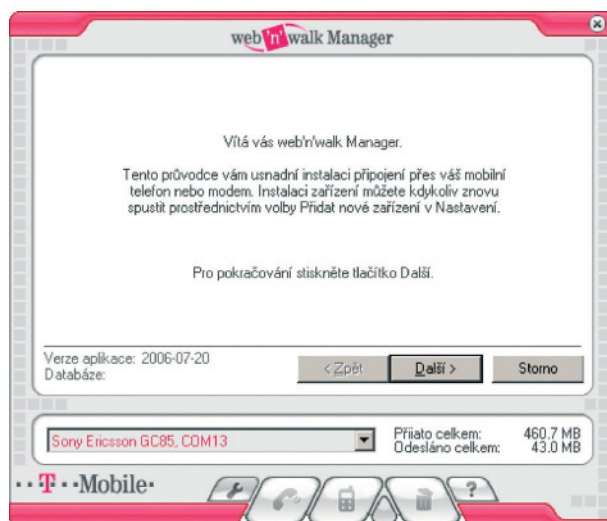 web'n'walk Manager
Vítá vás web'n'walk Manager.
Tento průvodce vám usnadní instalaci připojení přes váš mobilní
telefon nebo modem. Instalaci zařízení můžete kdykoliv znovu
spustit prostřednictvím volby Přidat nové zařízení v Nastavení.
Pro pokračování stiskněte tlačítko Další.
Verze aplikace: 2006-07-20
Databáze:
< Zpět
Další >
Storno
Sony Ericsson GC85, COM13
Přijato celkem: 460.7 MB
Odesláno celkem: 43.0 MB
··T··Mobile·
?